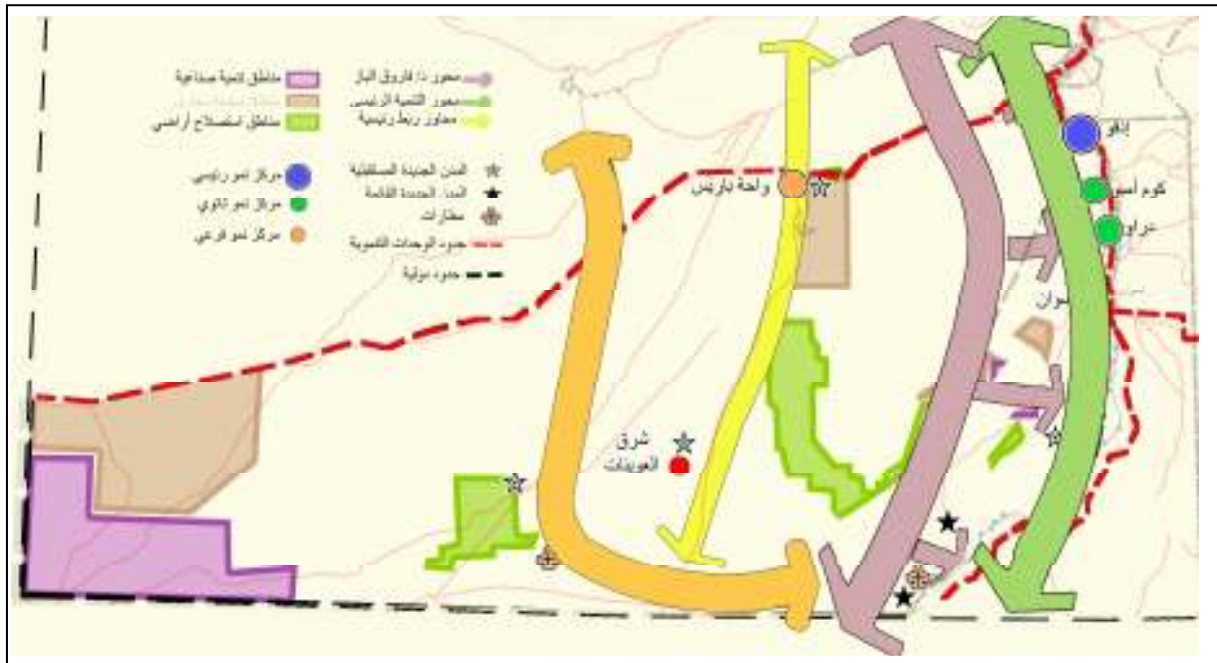 محور د/ فاروق الباز
محور التنمية الرئيسى
محاور ربط رئيسية
مناطق تنمية صناعية
مناطق استصلاح أراضي
المدن الجديدة المستقبلية
المدن الجديدة القائمة
مطارات
حدود الوحدات التنموية
حدود دولية
مركز نمو رئيسي
مركز نمو ثانوي
مركز نمو فرعي
إدفو
كوم أمبو
دراو
واحة باريس
شرق
العوينات